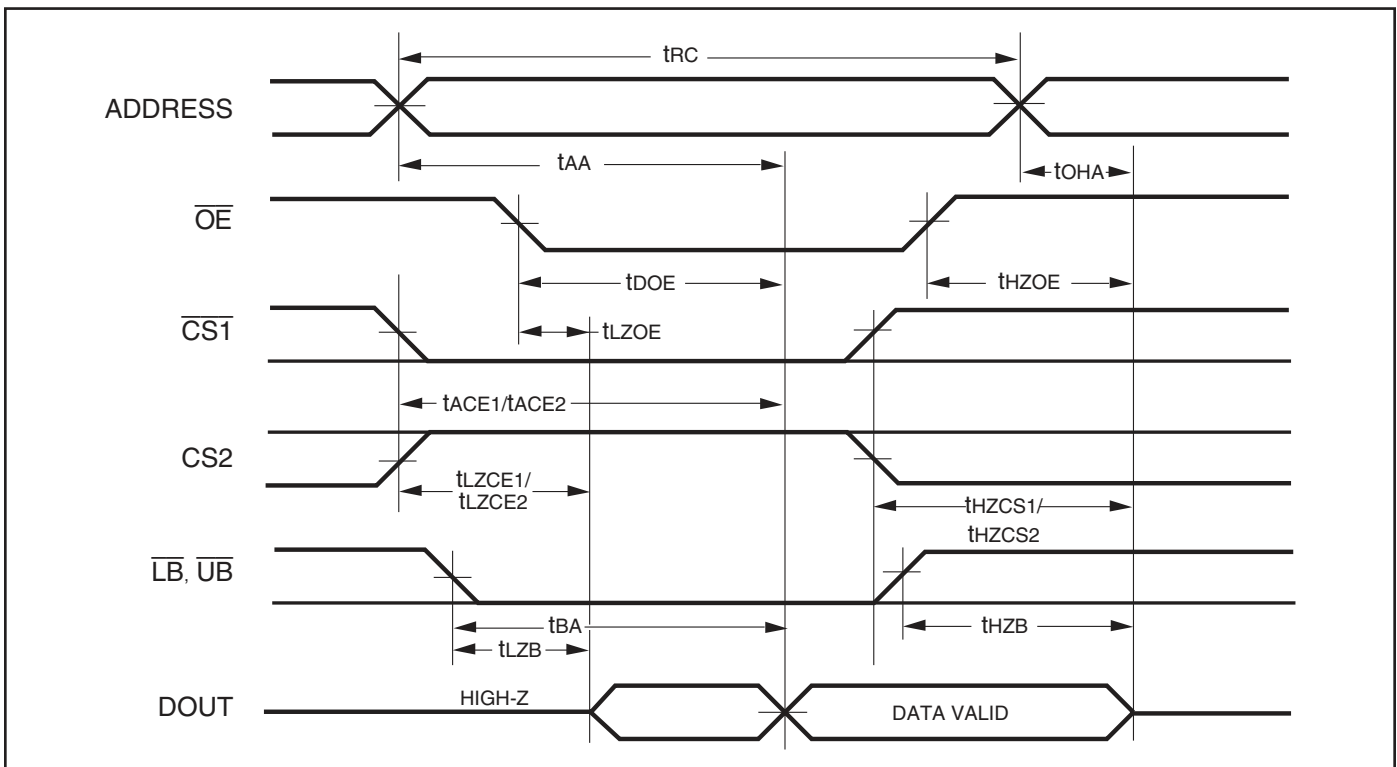 tRC
ADDRESS
tAA
tOHA
OE
tDOE
tHZOE
CS1
tLZOE
tACE1/tACE2
CS2
tLZCE1/
tLZCE2
tHZCS1/
tHZCS2
LB, UB
tBA
tHZB
tLZB
HIGH-Z
DOUT
DATA VALID